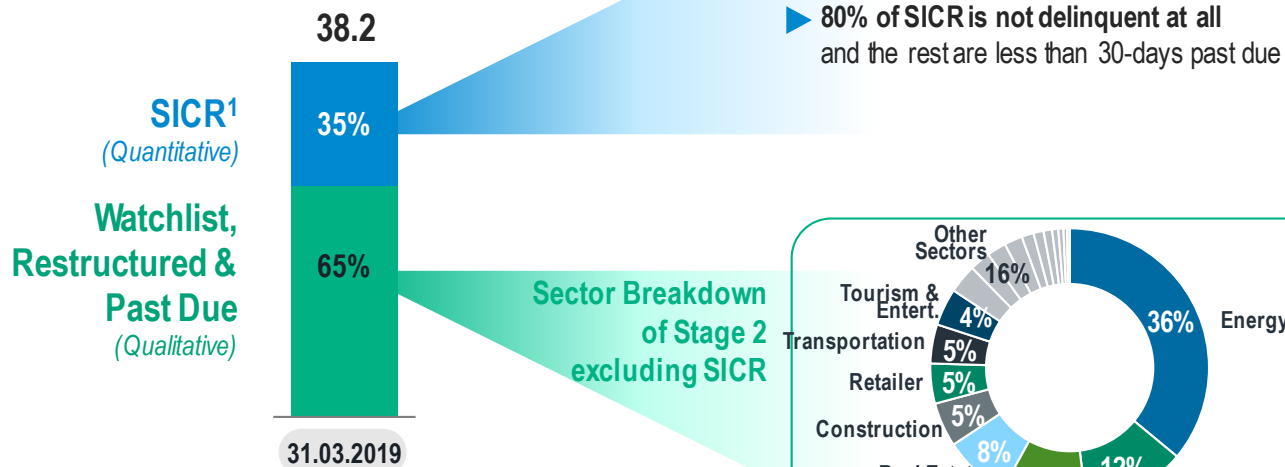 38.2
SICR¹
(Quantitative)
35%
Watchlist,
Restructured &
Past Due
(Qualitative)
65%
31.03.2019
80% of SICR is not delinquent at all
and the rest are less than 30-days past due
Sector Breakdown
of Stage 2
excluding SICR
Other
Sectors
16%
Tourism &
Entert.
4%
Transportation
5%
Retailer
5%
Construction
5%
8%
36%
Energy
12%